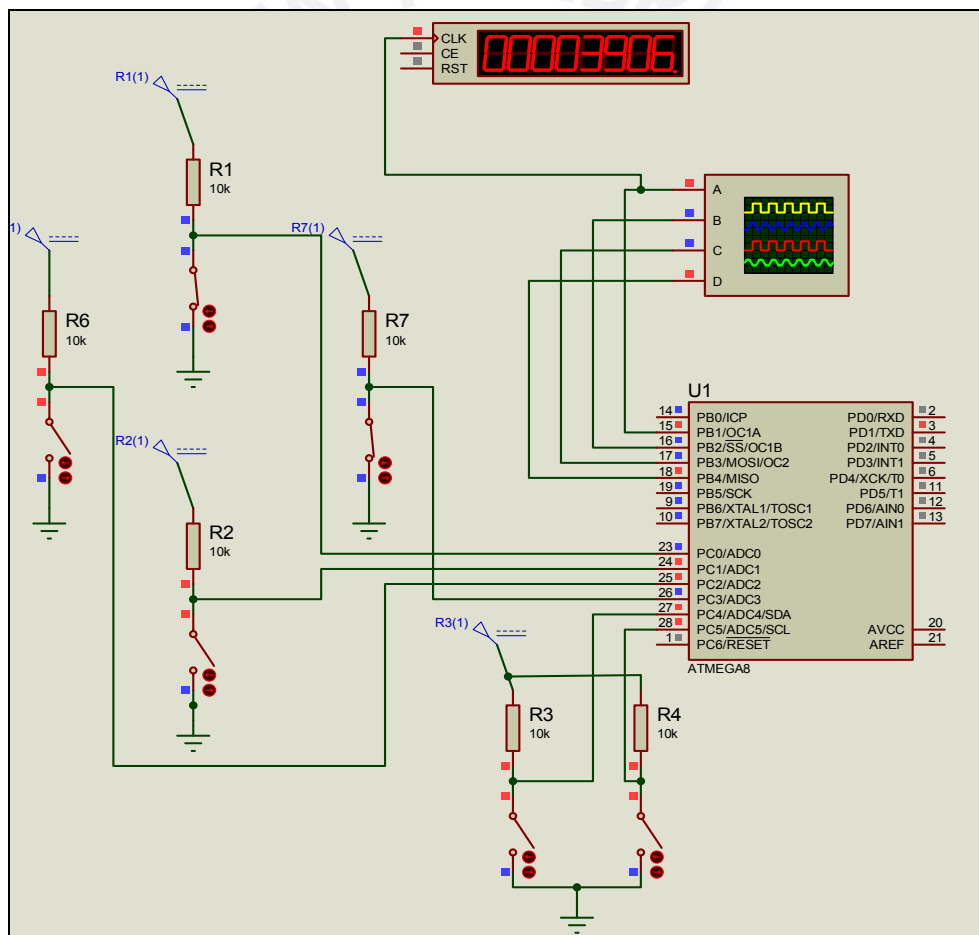 CLK
CE
RST
00003906.
R1(1)
R1
10k
A
B
C
D
1)
R7(1)
R6
10k
R7
10k
U1
14 PB0/ICP PD0/RXD 2
15 PB1/OC1A PD1/TXD 3
16 PB2/SS/OC1B PD2/INT0 4
17 PB3/MOSI/OC2 PD3/INT1 5
18 PB4/MISO PD4/XCK/T0 6
19 PB5/SCK PD5/T1 11
9 PB6/XTAL1/TOSC1 PD6/AIN0 12
10 PB7/XTAL2/TOSC2 PD7/AIN1 13
23 PC0/ADC0
24 PC1/ADC1
25 PC2/ADC2
26 PC3/ADC3
27 PC4/ADC4/SDA
28 PC5/ADC5/SCL AVCC 20
1 PC6/RESET AREF 21
ATMEGA8
R2(1)
R2
10k
R3(1)
R3
10k
R4
10k